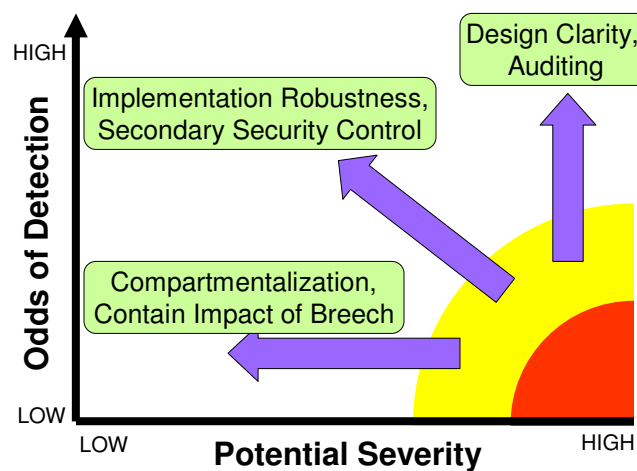 Design Clarity,
Auditing
HIGH
Implementation Robustness,
Secondary Security Control
Odds of Detection
Compartmentalization,
Contain Impact of Breech
LOW
LOW
HIGH
Potential Severity